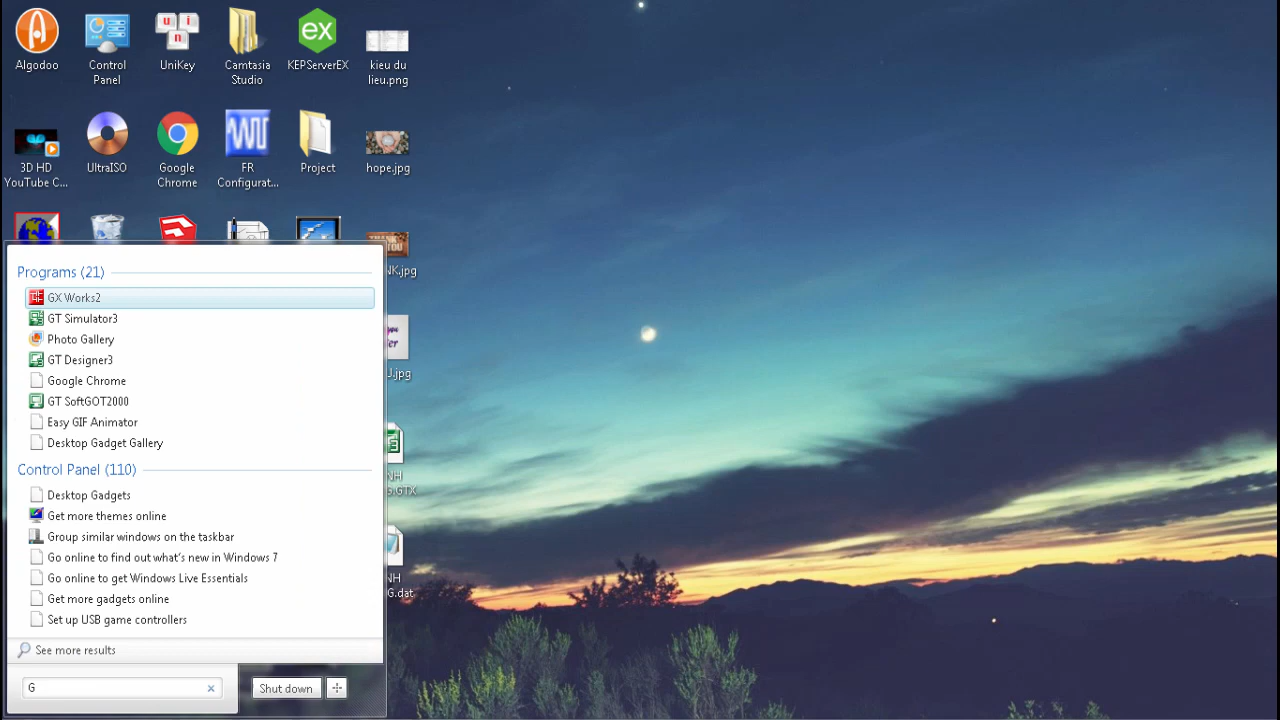 Algodoo
Control
Panel
UniKey
Camtasia
Studio
KEPServerEX
kieu du
lieu.png
3D HD
YouTube C...
UltraISO
Google
Chrome
FR
Configurat...
Project
hope.jpg
NK.jpg
U.jpg
NH
G.GTX
NH
G.dat
Programs (21)
GX Works2
GT Simulator3
Photo Gallery
GT Designer3
Google Chrome
GT SoftGOT2000
Easy GIF Animator
Desktop Gadget Gallery
Control Panel (110)
Desktop Gadgets
Get more themes online
Group similar windows on the taskbar
Go online to find out what's new in Windows 7
Go online to get Windows Live Essentials
Get more gadgets online
Set up USB game controllers
See more results
G
Shut down